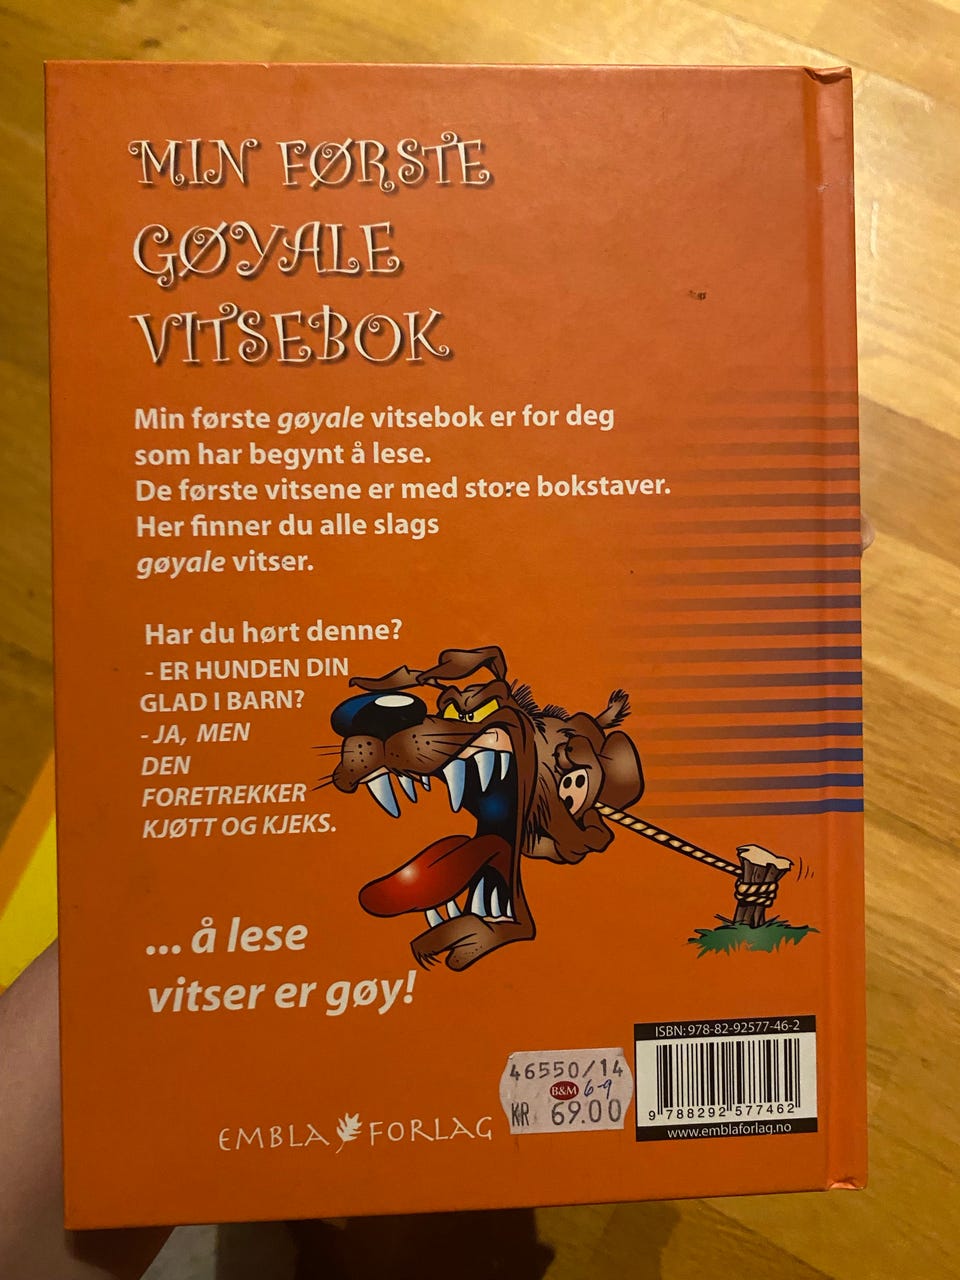 MIN FØRSTE
GØYALE
VITSEBOK
Min første gøyale vitsebok er for deg
som har begynt å lese.
De første vitsene er med store bokstaver.
Her finner du alle slags
gøyale vitser.
Har du hørt denne?
- ER HUNDEN DIN
GLAD I BARN?
- JA, MEN
DEN
FORETREKKER
KJØTT OG KJEKS.
... å lese
vitser er gøy!
ISBN: 978-82-92577-46-2
9 788292 577462
www.emblaforlag.no
46550/14
B&M 6-9
KR 69.00
EMBLA FORLAG